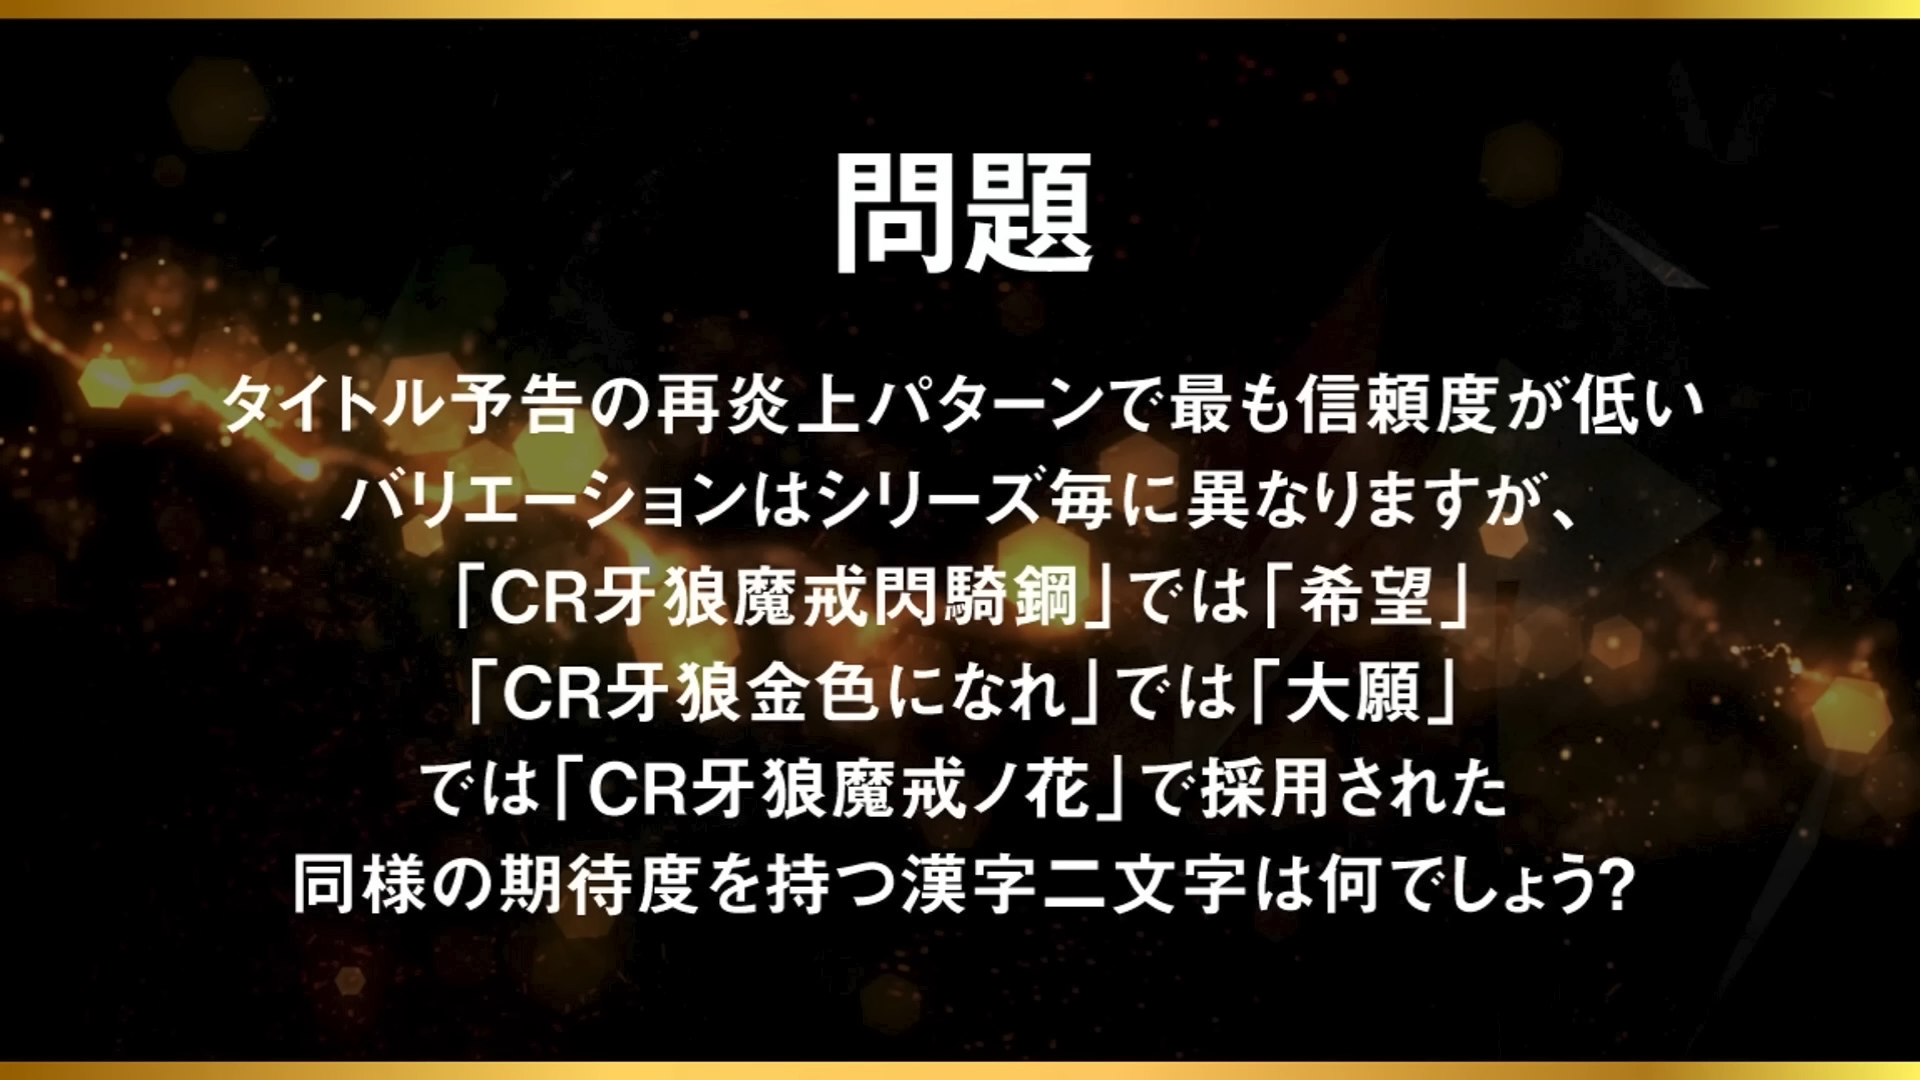 問題
タイトル予告の再炎上パターンで最も信頼度が低い
バリエーションはシリーズ毎に異なりますが、
「CR牙狼魔戒閃騎鋼」では「希望」
「CR牙狼金色になれ」では「大願」
では「CR牙狼魔戒ノ花」で採用された
同様の期待度を持つ漢字二文字は何でしょう?